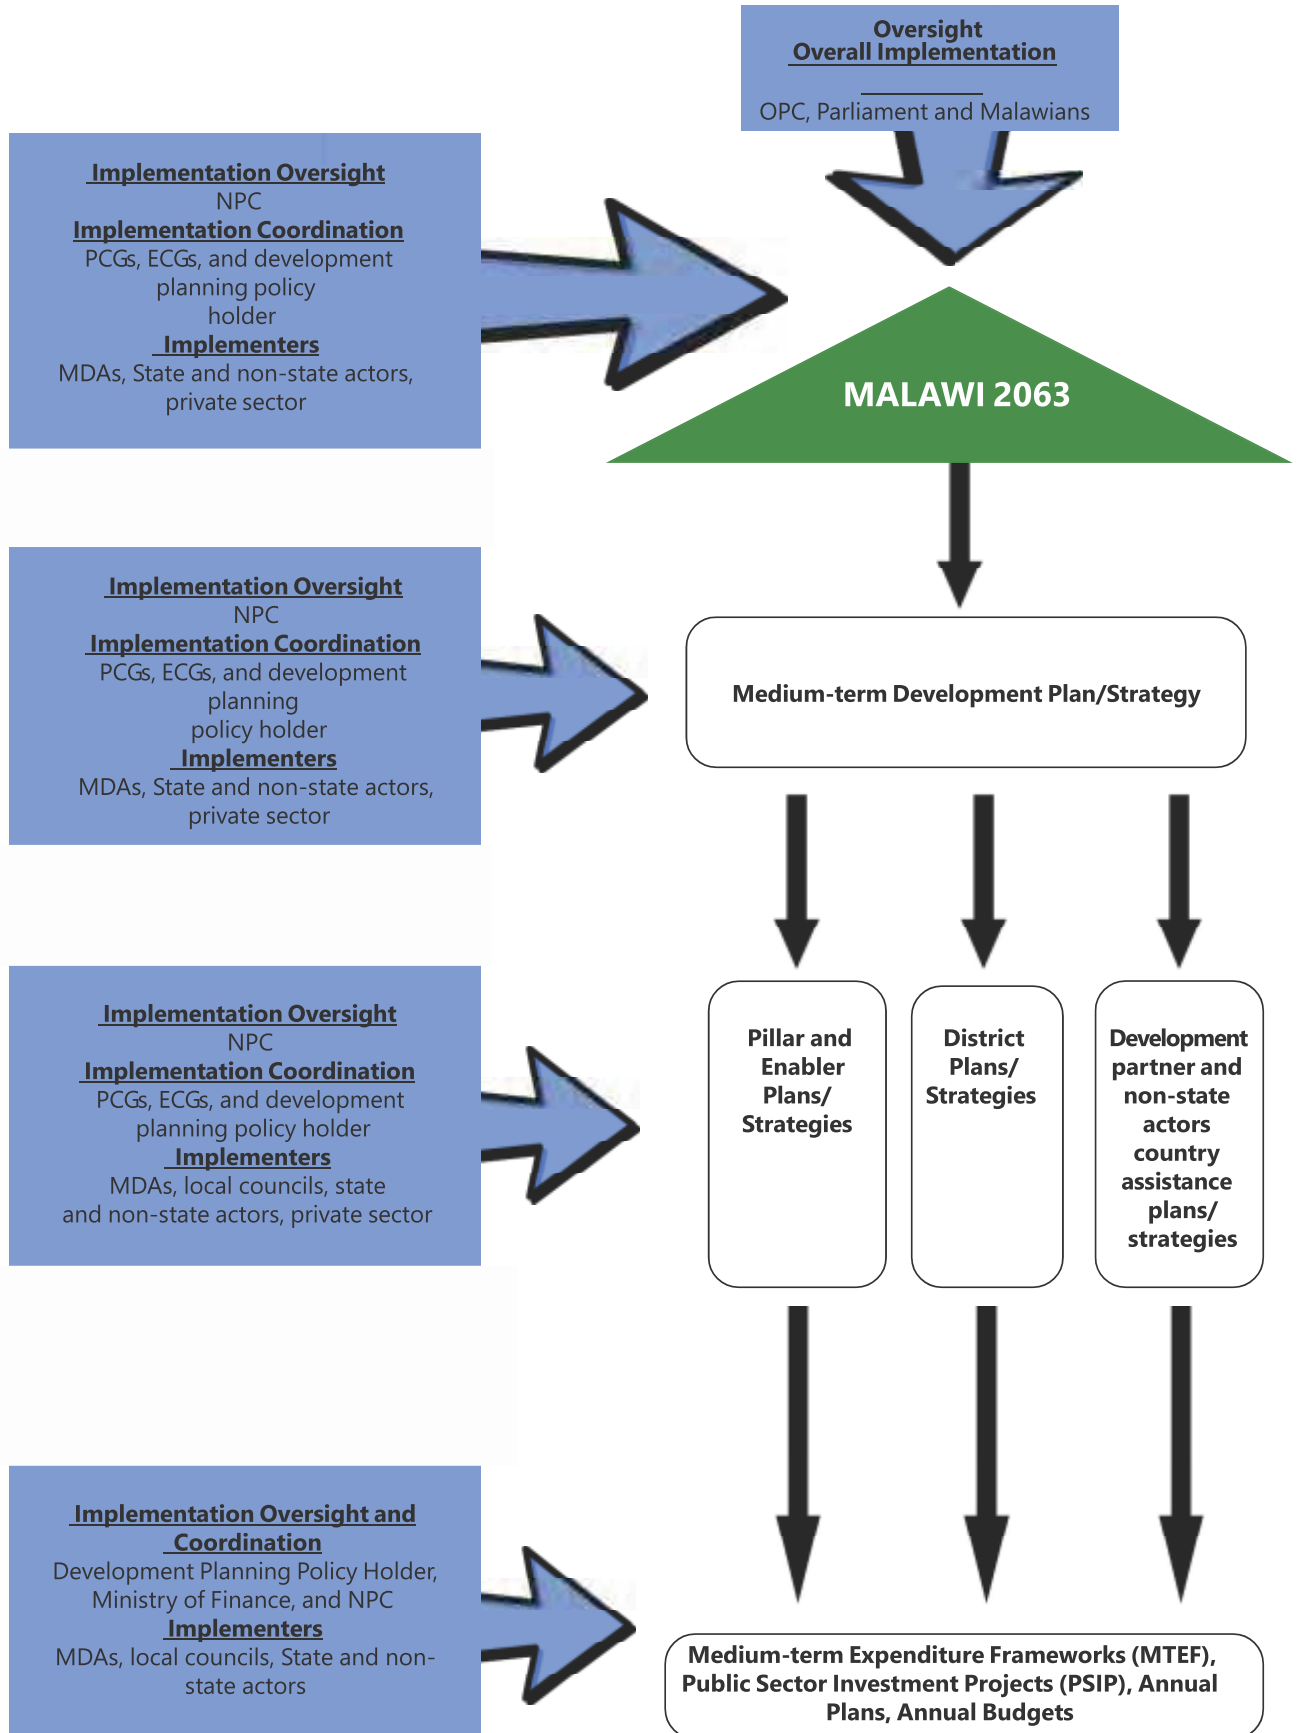 Oversight
Overall Implementation
OPC, Parliament and Malawians
Implementation Oversight
NPC
Implementation Coordination
PCGs, ECGs, and development
planning policy
holder
Implementers
MDAs, State and non-state actors,
private sector
MALAWI 2063
Implementation Oversight
NPC
Implementation Coordination
PCGs, ECGs, and development
planning
policy holder
Implementers
MDAs, State and non-state actors,
private sector
Medium-term Development Plan/Strategy
Implementation Oversight
NPC
Implementation Coordination
PCGs, ECGs, and development
planning policy holder
Implementers
MDAs, local councils, state
and non-state actors, private sector
Pillar and
Enabler
Plans/
Strategies
District
Plans/
Strategies
Development
partner and
non-state
actors
country
assistance
plans/
strategies
Implementation Oversight and
Coordination
Development Planning Policy Holder,
Ministry of Finance, and NPC
Implementers
MDAs, local councils, State and non-
state actors
Medium-term Expenditure Frameworks (MTEF),
Public Sector Investment Projects (PSIP), Annual
Plans, Annual Budgets